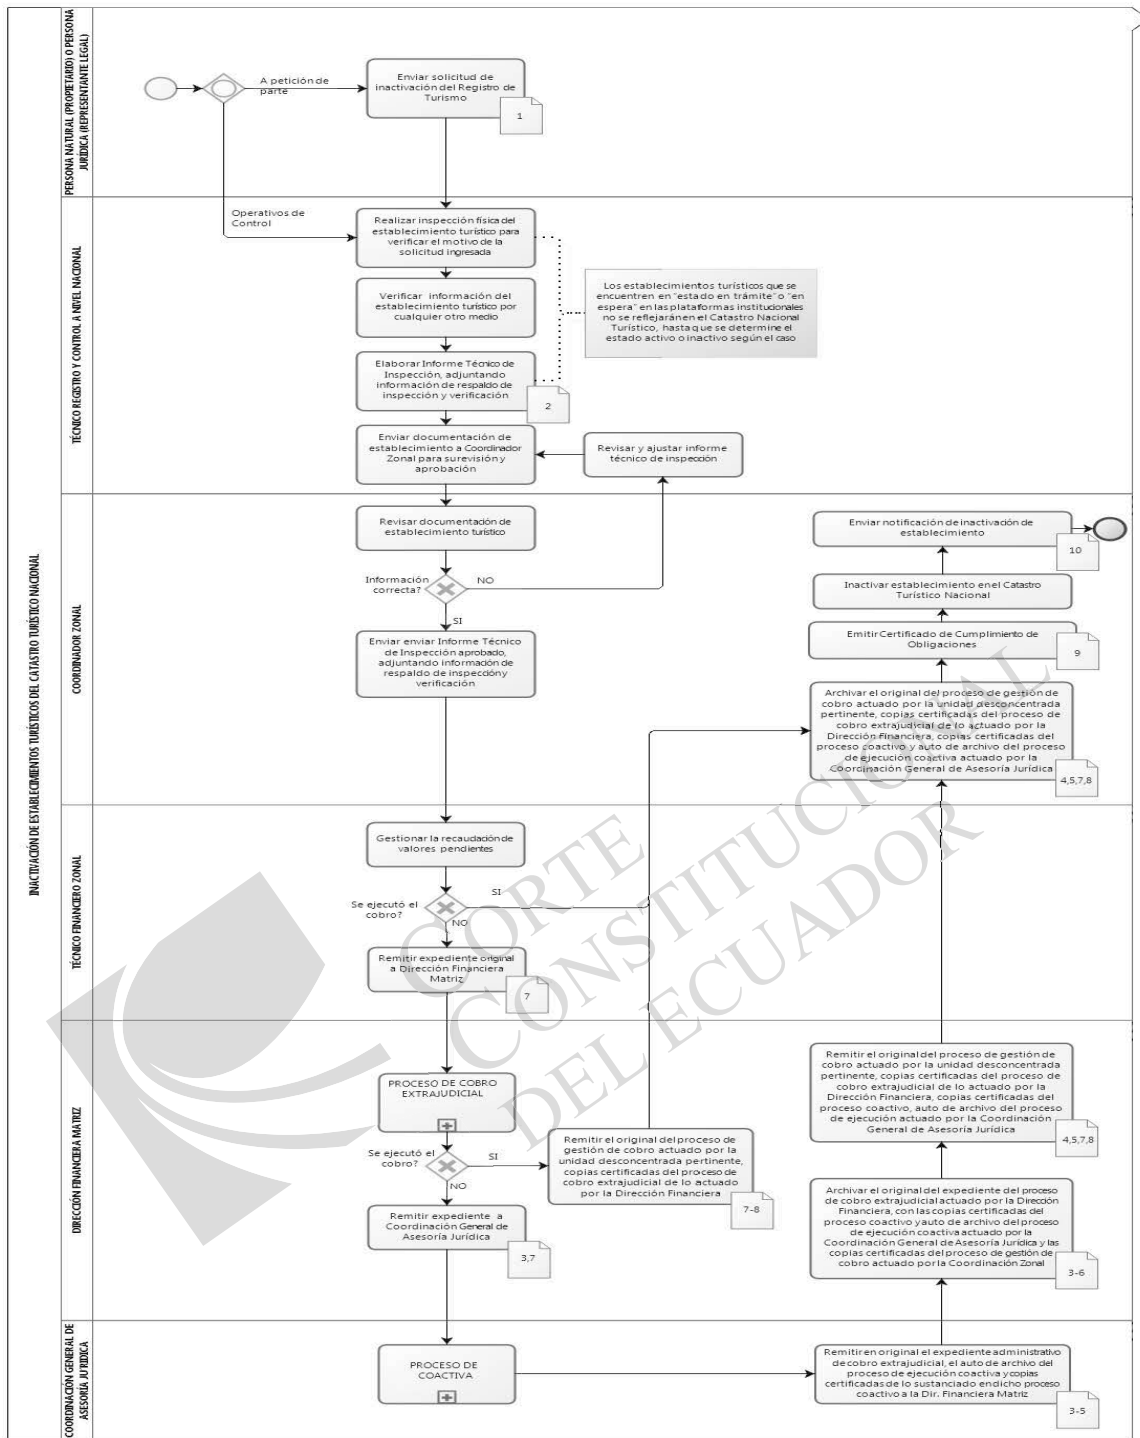 INACTIVACIÓN DE ESTABLECIMIENTOS TURÍSTICOS DEL CATASTRO TURÍSTICO NACIONAL
PERSONA NATURAL (PROPIETARIO) O PERSONA
JURÍDICA (REPRESENTANTE LEGAL)
A petición de
parte
Enviar solicitud de
inactivación del Registro de
Turismo
1
TÉCNICO REGISTRO Y CONTROL A NIVEL NACIONAL
Operativos de
Control
Realizar inspección física del
establecimiento turístico para
verificar el motivo de la
solicitud ingresada
Verificar información del
establecimiento turístico por
cualquier otro medio
Los establecimientos turísticos que se
encuentren en "estado en trámite" o "en
espera" en las plataformas institucionales
no se reflejarán en el Catastro Nacional
Turístico, hasta que se determine el
estado activo o inactivo según el caso
Elaborar Informe Técnico de
Inspección, adjuntando
información de respaldo de
inspección y verificación
2
Enviar documentación de
establecimiento a Coordinador
Zonal para su revisión y
aprobación
Revisar y ajustar informe
técnico de inspección
COORDINADOR ZONAL
Revisar documentación de
establecimiento turístico
Información
correcta?
NO
SI
Enviar enviar Informe Técnico
de Inspección aprobado,
adjuntando información de
respaldo de inspección y
verificación
Enviar notificación de inactivación de
establecimiento
10
Inactivar establecimiento en el Catastro
Turístico Nacional
Emitir Certificado de Cumplimiento de
Obligaciones
9
Archivar el original del proceso de gestión de
cobro actuado por la unidad desconcentrada
pertinente, copias certificadas del proceso de
cobro extrajudicial de lo actuado por la
Dirección Financiera, copias certificadas del
proceso coactivo y auto de archivo del proceso
de ejecución coactiva actuado por la
Coordinación General de Asesoría Jurídica
4,5,7,8
TÉCNICO FINANCIERO ZONAL
Gestionar la recaudación de
valores pendientes
Se ejecutó el
cobro?
SI
NO
Remitir expediente original
a Dirección Financiera
Matriz
7
DIRECCIÓN FINANCIERA MATRIZ
PROCESO DE COBRO
EXTRAJUDICIAL
Se ejecutó el
cobro?
SI
NO
Remitir el original del proceso de
gestión de cobro actuado por la
unidad desconcentrada pertinente,
copias certificadas del proceso de
cobro extrajudicial de lo actuado
por la Dirección Financiera
7-8
Remitir expediente a
Coordinación General de
Asesoría Jurídica
3,7
Remitir el original del proceso de gestión de
cobro actuado por la unidad desconcentrada
pertinente, copias certificadas del proceso de
cobro extrajudicial de lo actuado por la
Dirección Financiera, copias certificadas del
proceso coactivo, auto de archivo del proceso
de ejecución actuado por la Coordinación
General de Asesoría Jurídica
4,5,7,8
Archivar el original del expediente del proceso
de cobro extrajudicial actuado por la Dirección
Financiera, con las copias certificadas del
proceso coactivo y auto de archivo del proceso
de ejecución coactiva actuado por la
Coordinación General de Asesoría Jurídica y las
copias certificadas del proceso de gestión de
cobro actuado por la Coordinación Zonal
3-6
COORDINACIÓN GENERAL DE
ASESORÍA JURIDICA
PROCESO DE
COACTIVA
Remitir en original el expediente administrativo
de cobro extrajudicial, el auto de archivo del
proceso de ejecución coactiva y copias
certificadas de lo sustanciado en dicho proceso
coactivo a la Dir. Financiera Matriz
3-5
CORTE
CONSTITUCIONAL
DEL ECUADOR